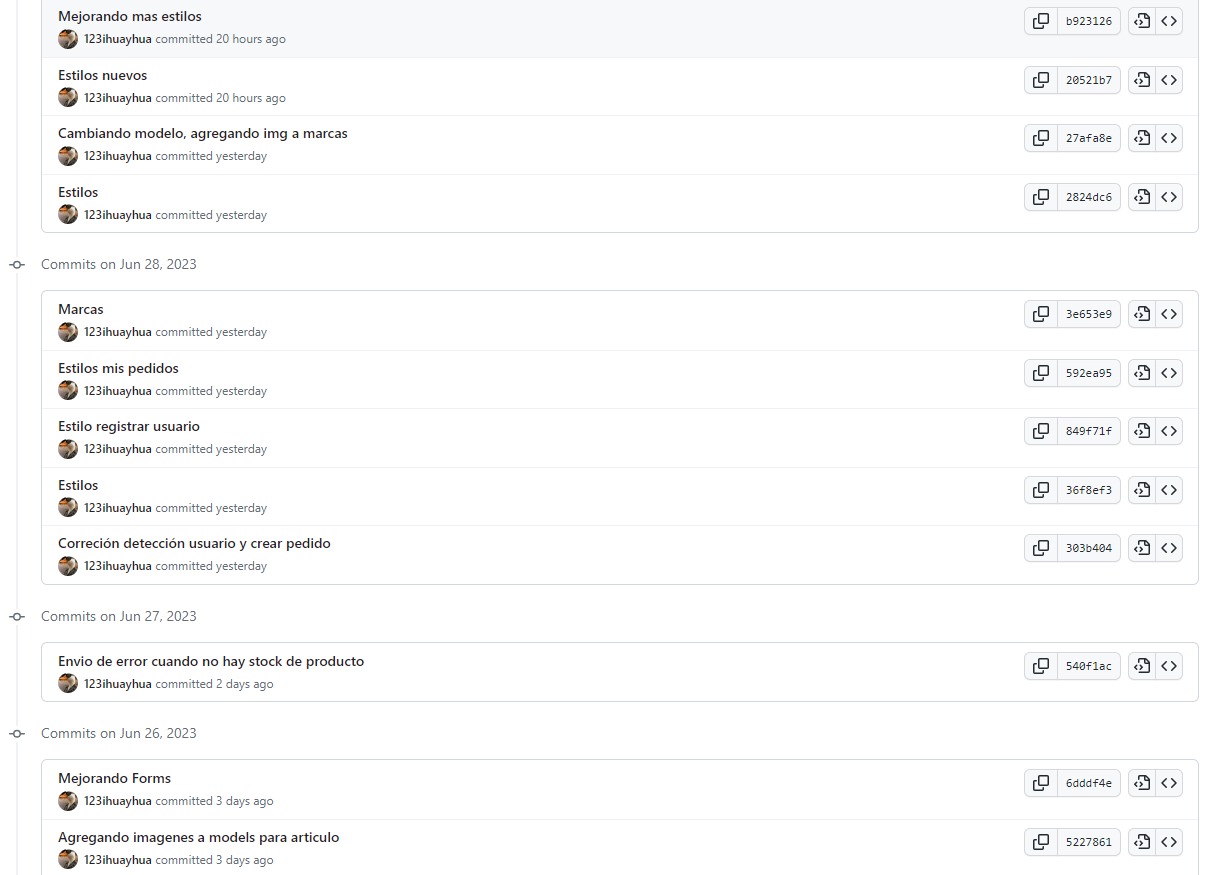 Mejorando mas estilos
b923126
123ihuayhua committed 20 hours ago
Estilos nuevos
20521b7
123ihuayhua committed 20 hours ago
Cambiando modelo, agregando img a marcas
27afa8e
123ihuayhua committed yesterday
Estilos
2824dc6
123ihuayhua committed yesterday
Commits on Jun 28, 2023
Marcas
3e653e9
123ihuayhua committed yesterday
Estilos mis pedidos
592ea95
123ihuayhua committed yesterday
Estilo registrar usuario
849f71f
123ihuayhua committed yesterday
Estilos
36f8ef3
123ihuayhua committed yesterday
Correción detección usuario y crear pedido
303b404
123ihuayhua committed yesterday
Commits on Jun 27, 2023
Envio de error cuando no hay stock de producto
540f1ac
123ihuayhua committed 2 days ago
Commits on Jun 26, 2023
Mejorando Forms
6dddf4e
123ihuayhua committed 3 days ago
Agregando imagenes a models para articulo
5227861
123ihuayhua committed 3 days ago